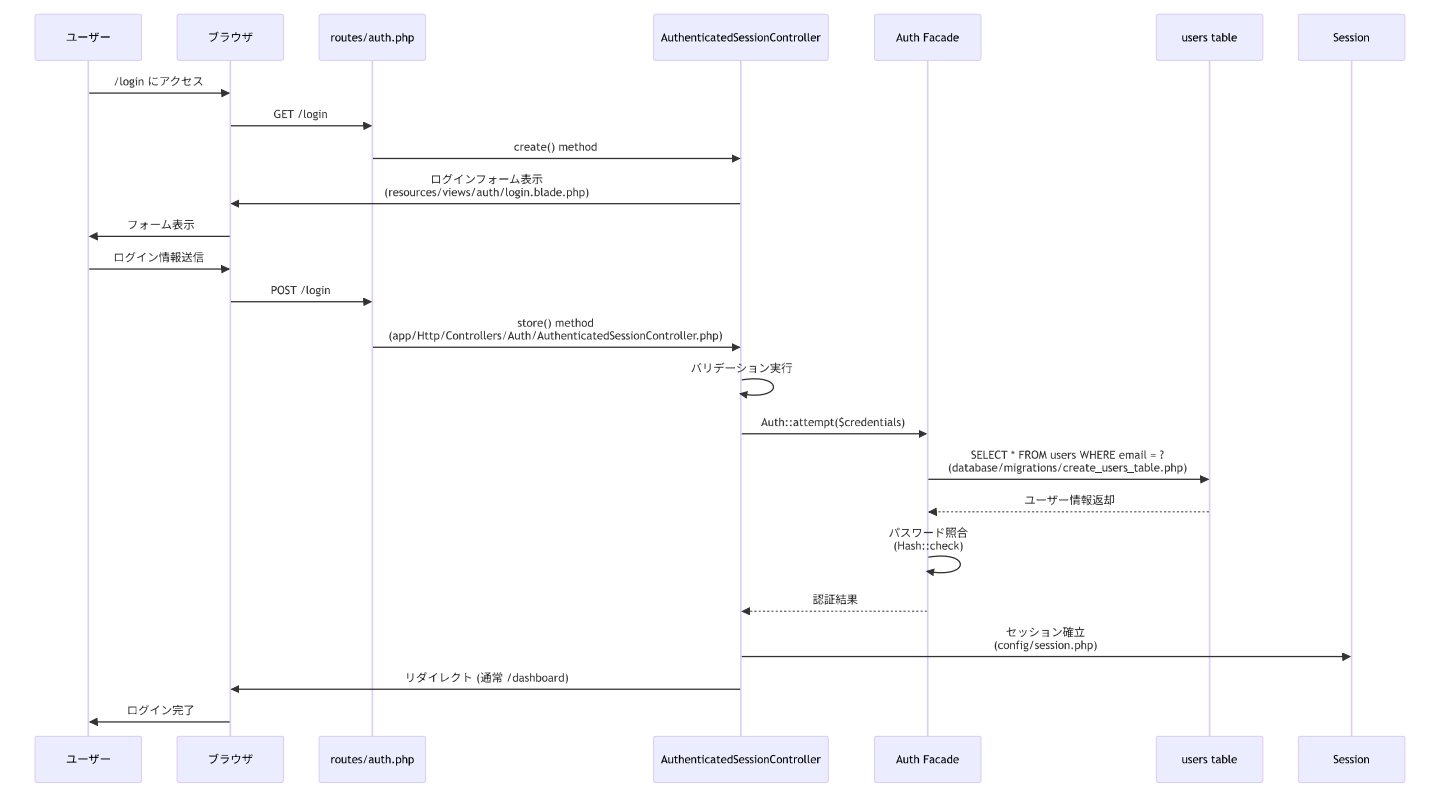 ユーザー
ブラウザ
routes/auth.php
AuthenticatedSessionController
Auth Facade
users table
Session
/login にアクセス
GET /login
create() method
ログインフォーム表示
(resources/views/auth/login.blade.php)
フォーム表示
ログイン情報送信
POST /login
store() method
(app/Http/Controllers/Auth/AuthenticatedSessionController.php)
バリデーション実行
Auth::attempt($credentials)
SELECT * FROM users WHERE email = ?
(database/migrations/create_users_table.php)
ユーザー情報返却
パスワード照合
(Hash::check)
認証結果
セッション確立
(config/session.php)
リダイレクト (通常 /dashboard)
ログイン完了
ユーザー
ブラウザ
routes/auth.php
AuthenticatedSessionController
Auth Facade
users table
Session